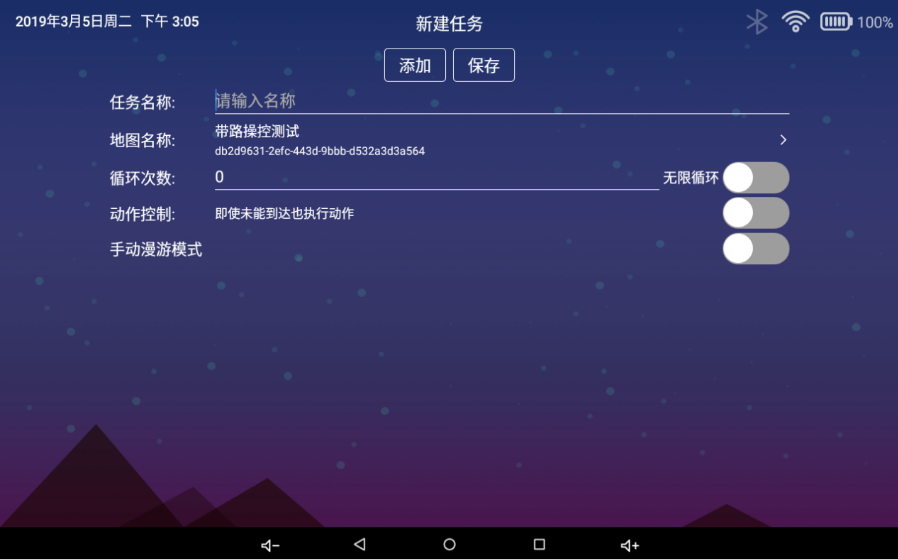 2019年3月5日周二 下午 3:05
新建任务
100%
添加 保存
任务名称: 请输入名称
地图名称: 带路操控测试
db2d9631-2efc-443d-9bbb-d532a3d3a564
循环次数: 0 无限循环
动作控制: 即使未能到达也执行动作
手动漫游模式